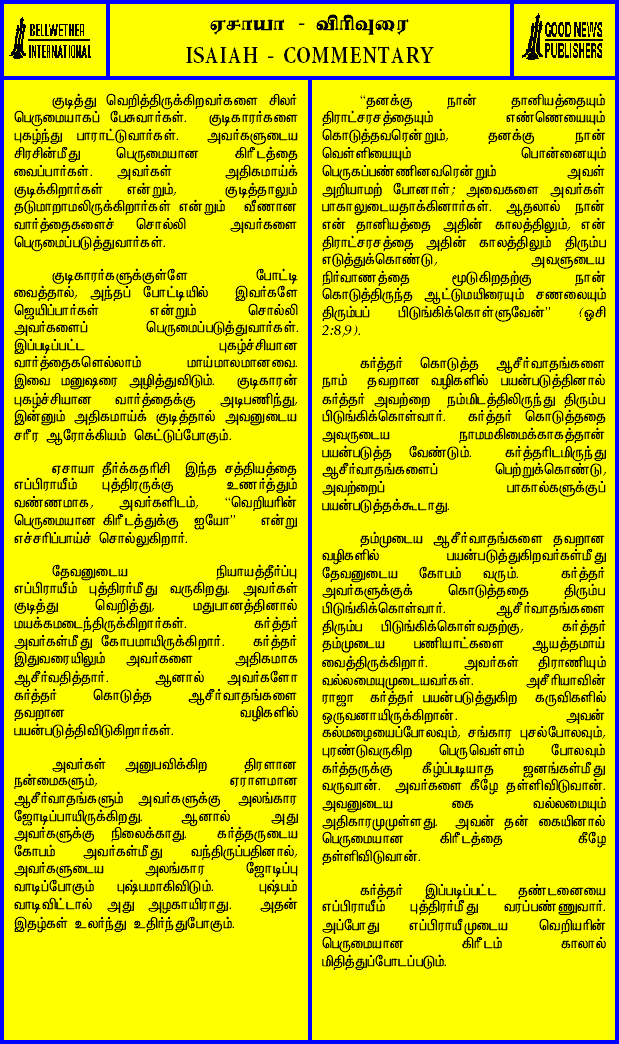 BELLWETHER
INTERNATIONAL
ஏசாயா - விரிவுரை
ISAIAH - COMMENTARY
GOOD NEWS
PUBLISHERS
குடித்து வெறித்திருக்கிறவர்களை சிலர்
பெருமையாகப் பேசுவார்கள். குடிகாரர்களை
புகழ்ந்து பாராட்டுவார்கள். அவர்களுடைய
சிரசின்மீது பெருமையான கிரீடத்தை
வைப்பார்கள். அவர்கள் அதிகமாய்க்
குடிக்கிறார்கள் என்றும், குடித்தாலும்
தடுமாறாமலிருக்கிறார்கள் என்றும் வீணான
வார்த்தைகளைச் சொல்லி அவர்களை
பெருமைப்படுத்துவார்கள்.
குடிகாரர்களுக்குள்ளே போட்டி
வைத்தால், அந்தப் போட்டியில் இவர்களே
ஜெயிப்பார்கள் என்றும் சொல்லி
அவர்களைப் பெருமைப்படுத்துவார்கள்.
இப்படிப்பட்ட புகழ்ச்சியான
வார்த்தைகளெல்லாம் மாய்மாலமானவை.
இவை மனுஷரை அழித்துவிடும். குடிகாரன்
புகழ்ச்சியான வார்த்தைக்கு அடிபணிந்து,
இன்னும் அதிகமாய்க் குடித்தால் அவனுடைய
சரீர ஆரோக்கியம் கெட்டுப்போகும்.
ஏசாயா தீர்க்கதரிசி இந்த சத்தியத்தை
எப்பிராயீம் புத்திரருக்கு உணர்த்தும்
வண்ணமாக, அவர்களிடம், “வெறியரின்
பெருமையான கிரீடத்துக்கு ஐயோ” என்று
எச்சரிப்பாய்ச் சொல்லுகிறார்.
தேவனுடைய நியாயத்தீர்ப்பு
எப்பிராயீம் புத்திரர்மீது வருகிறது. அவர்கள்
குடித்து வெறித்து, மதுபானத்தினால்
மயக்கமடைந்திருக்கிறார்கள். கர்த்தர்
அவர்கள்மீது கோபமாயிருக்கிறார். கர்த்தர்
இதுவரையிலும் அவர்களை அதிகமாக
ஆசீர்வதித்தார். ஆனால் அவர்களோ
கர்த்தர் கொடுத்த ஆசீர்வாதங்களை
தவறான வழிகளில்
பயன்படுத்திவிடுகிறார்கள்.
அவர்கள் அனுபவிக்கிற திரளான
நன்மைகளும், ஏராளமான
ஆசீர்வாதங்களும் அவர்களுக்கு அலங்கார
ஜோடிப்பாயிருக்கிறது. ஆனால் அது
அவர்களுக்கு நிலைக்காது. கர்த்தருடைய
கோபம் அவர்கள்மீது வந்திருப்பதினால்,
அவர்களுடைய அலங்கார ஜோடிப்பு
வாடிப்போகும் புஷ்பமாகிவிடும். புஷ்பம்
வாடிவிட்டால் அது அழகாயிராது. அதன்
இதழ்கள் உலர்ந்து உதிர்ந்துபோகும்.
“தனக்கு நான் தானியத்தையும்
திராட்சரசத்தையும் எண்ணெயையும்
கொடுத்தவரென்றும், தனக்கு நான்
வெள்ளியையும் பொன்னையும்
பெருகப்பண்ணினவரென்றும் அவள்
அறியாமற் போனாள்; அவைகளை அவர்கள்
பாகாலுடையதாக்கினார்கள். ஆதலால் நான்
என் தானியத்தை அதின் காலத்திலும், என்
திராட்சரசத்தை அதின் காலத்திலும் திரும்ப
எடுத்துக்கொண்டு, அவளுடைய
நிர்வாணத்தை மூடுகிறதற்கு நான்
கொடுத்திருந்த ஆட்டுமயிரையும் சணலையும்
திரும்பப் பிடுங்கிக்கொள்ளுவேன்” (ஓசி
2:8,9).
கர்த்தர் கொடுத்த ஆசீர்வாதங்களை
நாம் தவறான வழிகளில் பயன்படுத்தினால்
கர்த்தர் அவற்றை நம்மிடத்திலிருந்து திரும்ப
பிடுங்கிக்கொள்வார். கர்த்தர் கொடுத்ததை
அவருடைய நாமமகிமைக்காகத்தான்
பயன்படுத்த வேண்டும். கர்த்தரிடமிருந்து
ஆசீர்வாதங்களைப் பெற்றுக்கொண்டு,
அவற்றைப் பாகால்களுக்குப்
பயன்படுத்தக்கூடாது.
தம்முடைய ஆசீர்வாதங்களை தவறான
வழிகளில் பயன்படுத்துகிறவர்கள்மீது
தேவனுடைய கோபம் வரும். கர்த்தர்
அவர்களுக்குக் கொடுத்ததை திரும்ப
பிடுங்கிக்கொள்வார். ஆசீர்வாதங்களை
திரும்ப பிடுங்கிக்கொள்வதற்கு, கர்த்தர்
தம்முடைய பணியாட்களை ஆயத்தமாய்
வைத்திருக்கிறார். அவர்கள் திராணியும்
வல்லமையுமுடையவர்கள். அசீரியாவின்
ராஜா கர்த்தர் பயன்படுத்துகிற கருவிகளில்
ஒருவனாயிருக்கிறான். அவன்
கல்மழையைப்போலவும், சங்கார புசல்போலவும்,
புரண்டுவருகிற பெருவெள்ளம் போலவும்
கர்த்தருக்கு கீழ்ப்படியாத ஜனங்கள்மீது
வருவான். அவர்களை கீழே தள்ளிவிடுவான்.
அவனுடைய கை வல்லமையும்
அதிகாரமுமுள்ளது. அவன் தன் கையினால்
பெருமையான கிரீடத்தை கீழே
தள்ளிவிடுவான்.
கர்த்தர் இப்படிப்பட்ட தண்டனையை
எப்பிராயீம் புத்திரர்மீது வரப்பண்ணுவார்.
அப்போது எப்பிராயீமுடைய வெறியரின்
பெருமையான கிரீடம் காலால்
மிதித்துப்போடப்படும்.